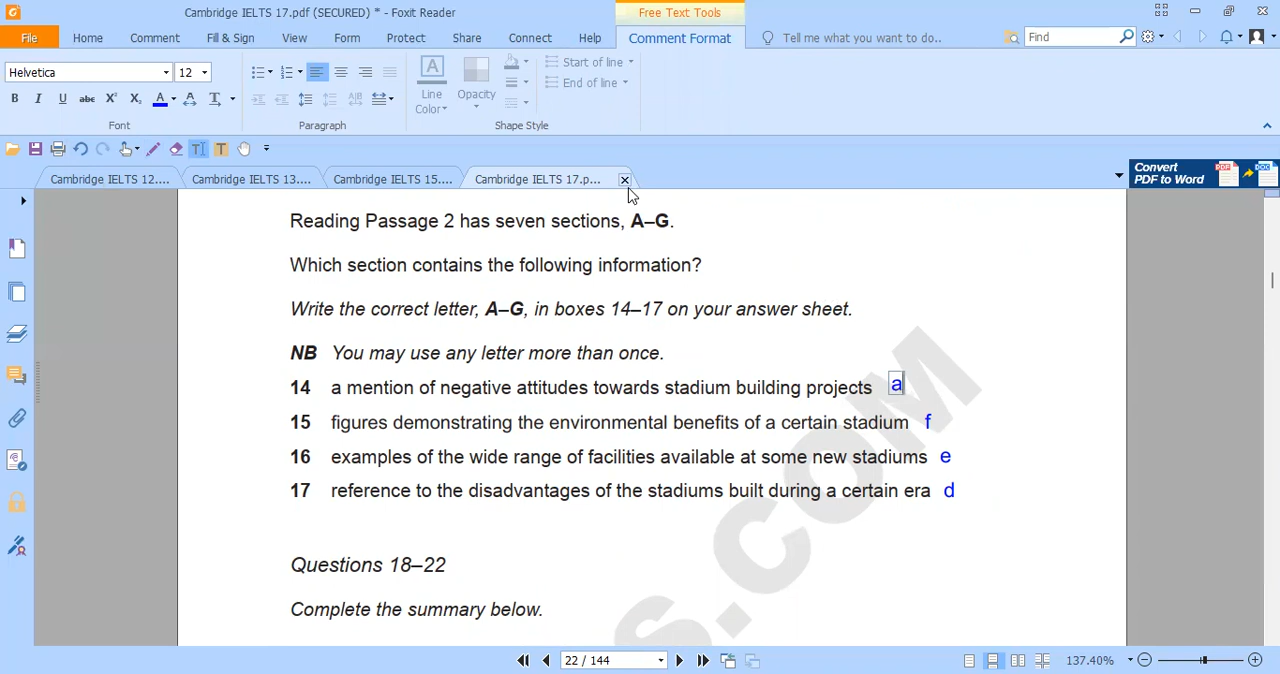 Cambridge IELTS 17.pdf (SECURED) * - Foxit Reader
Free Text Tools
File Home Comment Fill & Sign View Form Protect Share Connect Help Comment Format Tell me what you want to do.. Find
Helvetica 12
Start of line
End of line
Line Color
Opacity
Font Paragraph Shape Style
Cambridge IELTS 12.... Cambridge IELTS 13.... Cambridge IELTS 15.... Cambridge IELTS 17.p...
Convert
PDF to Word
Reading Passage 2 has seven sections, A–G.
Which section contains the following information?
Write the correct letter, A–G, in boxes 14–17 on your answer sheet.
NB You may use any letter more than once.
14 a mention of negative attitudes towards stadium building projects a
15 figures demonstrating the environmental benefits of a certain stadium f
16 examples of the wide range of facilities available at some new stadiums e
17 reference to the disadvantages of the stadiums built during a certain era d
Questions 18–22
Complete the summary below.
S.COM
22 / 144
137.40%